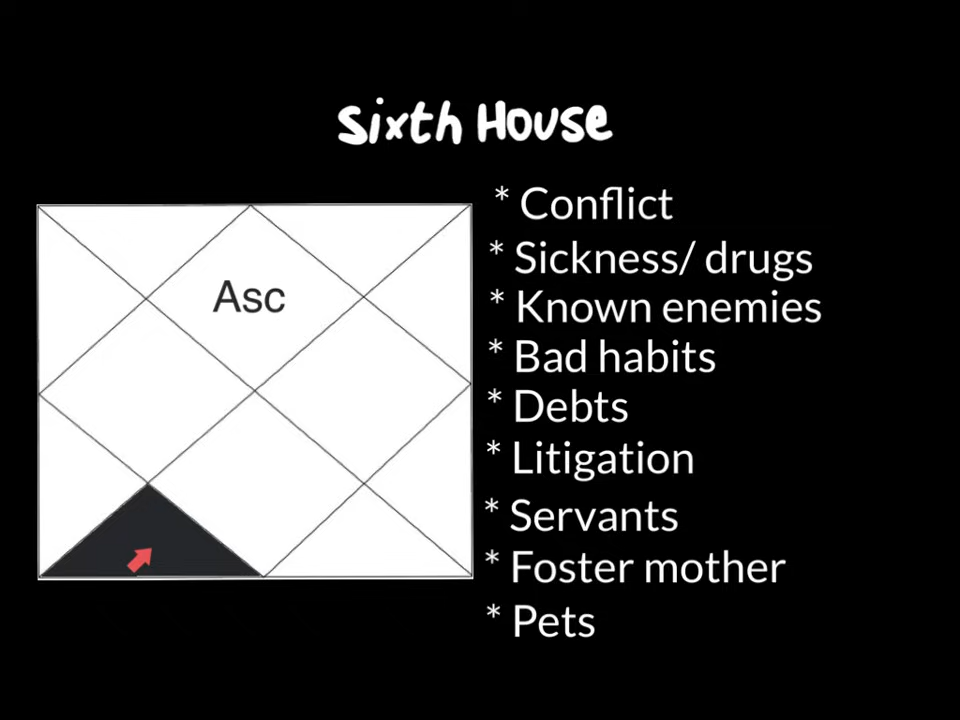 Sixth House
Asc
* Conflict
* Sickness/ drugs
* Known enemies
* Bad habits
* Debts
* Litigation
* Servants
* Foster mother
* Pets